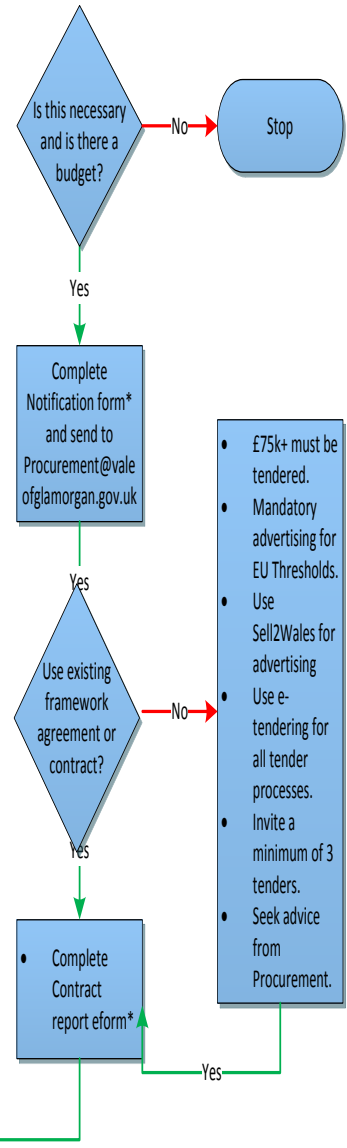 Is this necessary
and is there a
budget?
No
Stop
Yes
Complete
Notification form*
and send to
Procurement@vale
ofglamorgan.gov.uk
Yes
Use existing
framework
agreement or
contract?
No
• £75k+ must be
tendered.
• Mandatory
advertising for
EU Thresholds.
• Use
Sell2Wales for
advertising
• Use e-
tendering for
all tender
processes.
• Invite a
minimum of 3
tenders.
• Seek advice
from
Procurement.
Yes
• Complete
Contract
report eform*
Yes